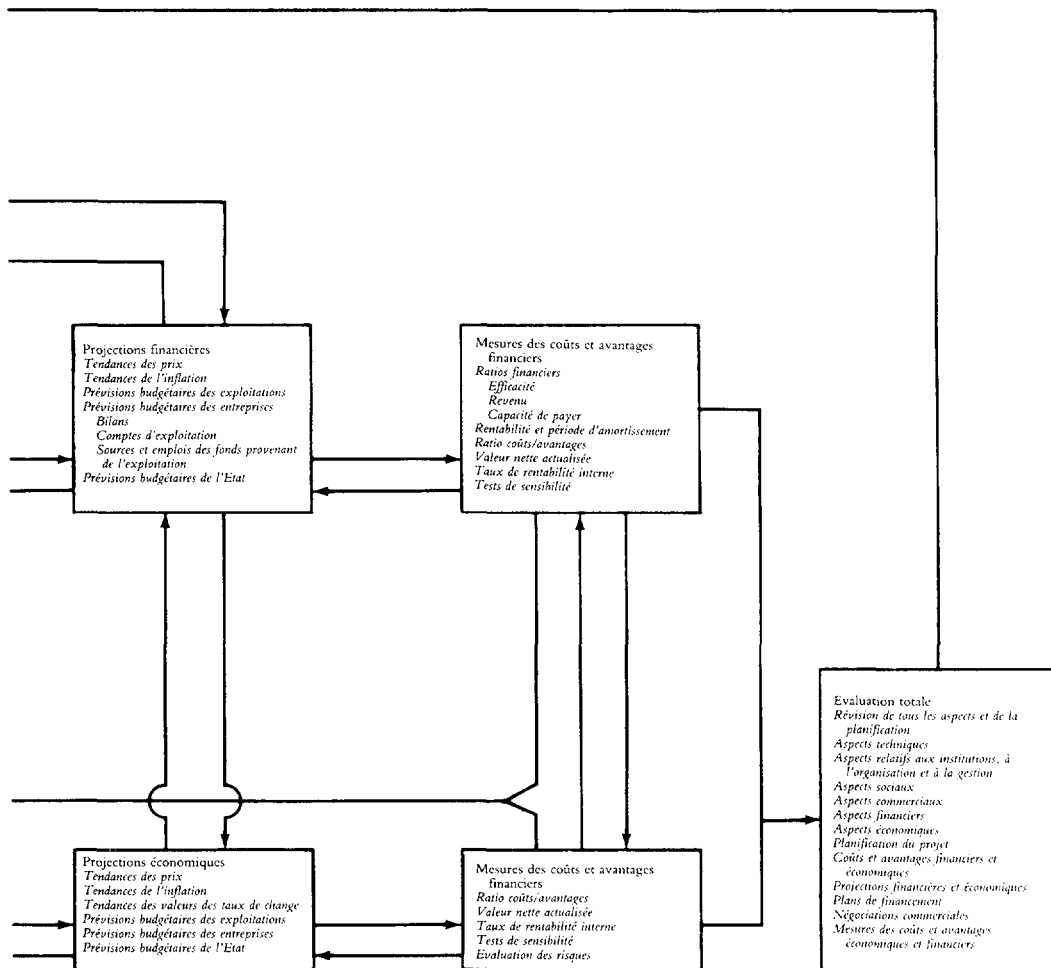 Projections financières
Tendances des prix
Tendances de l'inflation
Prévisions budgétaires des exploitations
Prévisions budgétaires des entreprises
Bilans
Comptes d'exploitation
Sources et emplois des fonds provenant
de l'exploitation
Prévisions budgétaires de l'Etat
Mesures des coûts et avantages
financiers
Ratios financiers
Efficacité
Revenu
Capacité de payer
Rentabilité et période d'amortissement
Ratio coûts/avantages
Valeur nette actualisée
Taux de rentabilité interne
Tests de sensibilité
Projections économiques
Tendances des prix
Tendances de l'inflation
Tendances des valeurs des taux de change
Prévisions budgétaires des exploitations
Prévisions budgétaires des entreprises
Prévisions budgétaires de l'Etat
Mesures des coûts et avantages
financiers
Ratio coûts/avantages
Valeur nette actualisée
Taux de rentabilité interne
Tests de sensibilité
Evaluation des risques
Evaluation totale
Révision de tous les aspects et de la
planification
Aspects techniques
Aspects relatifs aux institutions, à
l'organisation et à la gestion
Aspects sociaux
Aspects commerciaux
Aspects financiers
Aspects économiques
Planification du projet
Coûts et avantages financiers et
économiques
Projections financières et économiques
Plans de financement
Négociations commerciales
Mesures des coûts et avantages
économiques et financiers